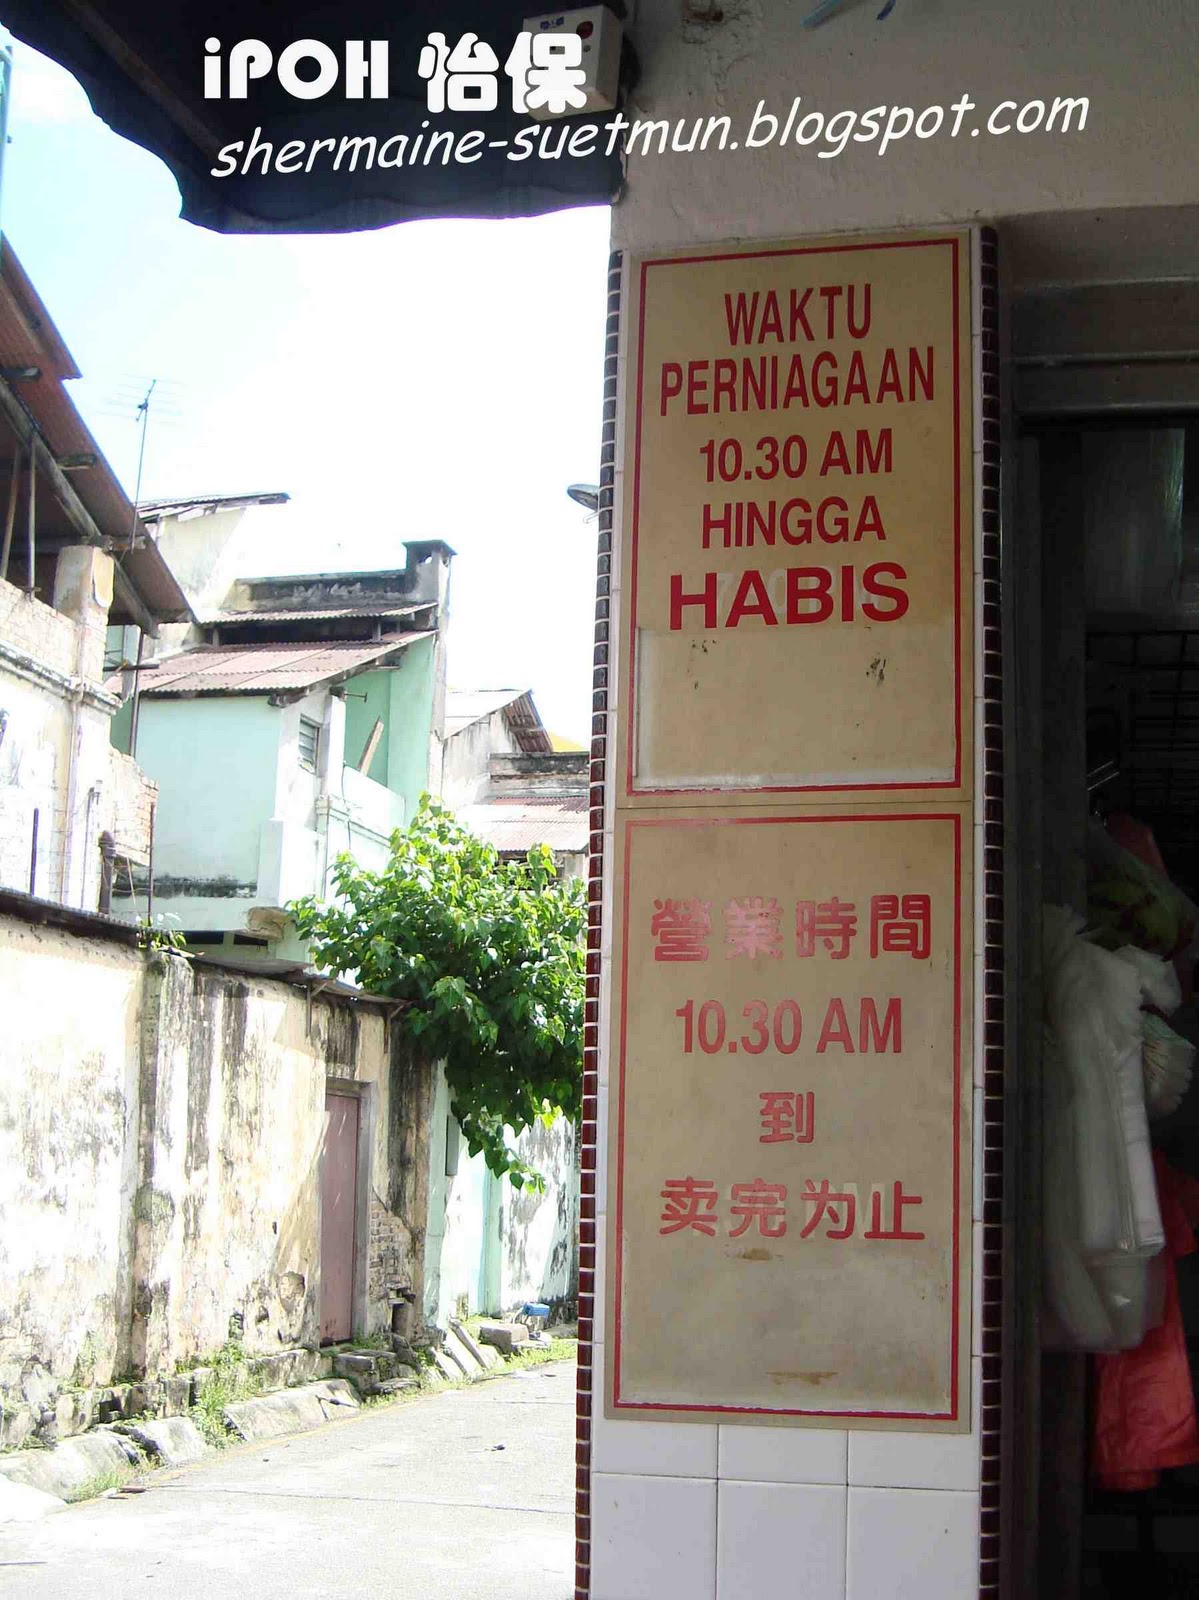 iPOH 怡保
shermaine-suetmun.blogspot.com
WAKTU
PERNIAGAAN
10.30 AM
HINGGA
HABIS
營業時間
10.30 AM
到
卖完为止